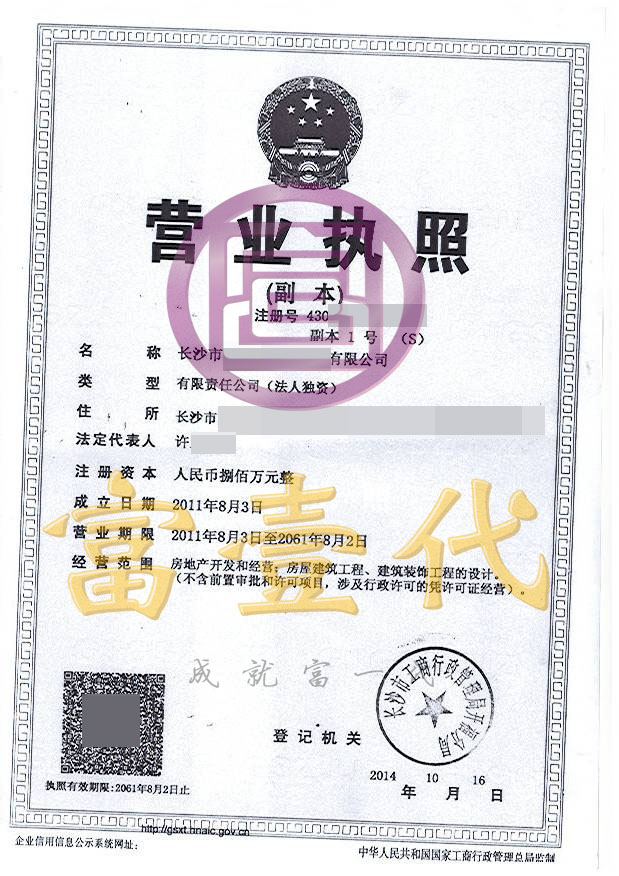 营业执照
(副 本)
注册号 430
副本 1 号 (S)
名 称 长沙市 有限公司
类 型 有限责任公司(法人独资)
住 所 长沙市
法定代表人 许
注册资本 人民币捌佰万元整
成立日期 2011年8月3日
营业期限 2011年8月3日至2061年8月2日
富壹代
经营范围 房地产开发和经营;房屋建筑工程、建筑装饰工程的设计。
(不含前置审批和许可项目,涉及行政许可的凭许可证经营)。
成就富一代
长沙市工商行政管理局开福分局
登记机关
2014 10 16
年 月 日
执照有效期限:2061年8月2日止
http://gsxt.hnaic.gov.cn
企业信用信息公示系统网址:
中华人民共和国国家工商行政管理总局监制